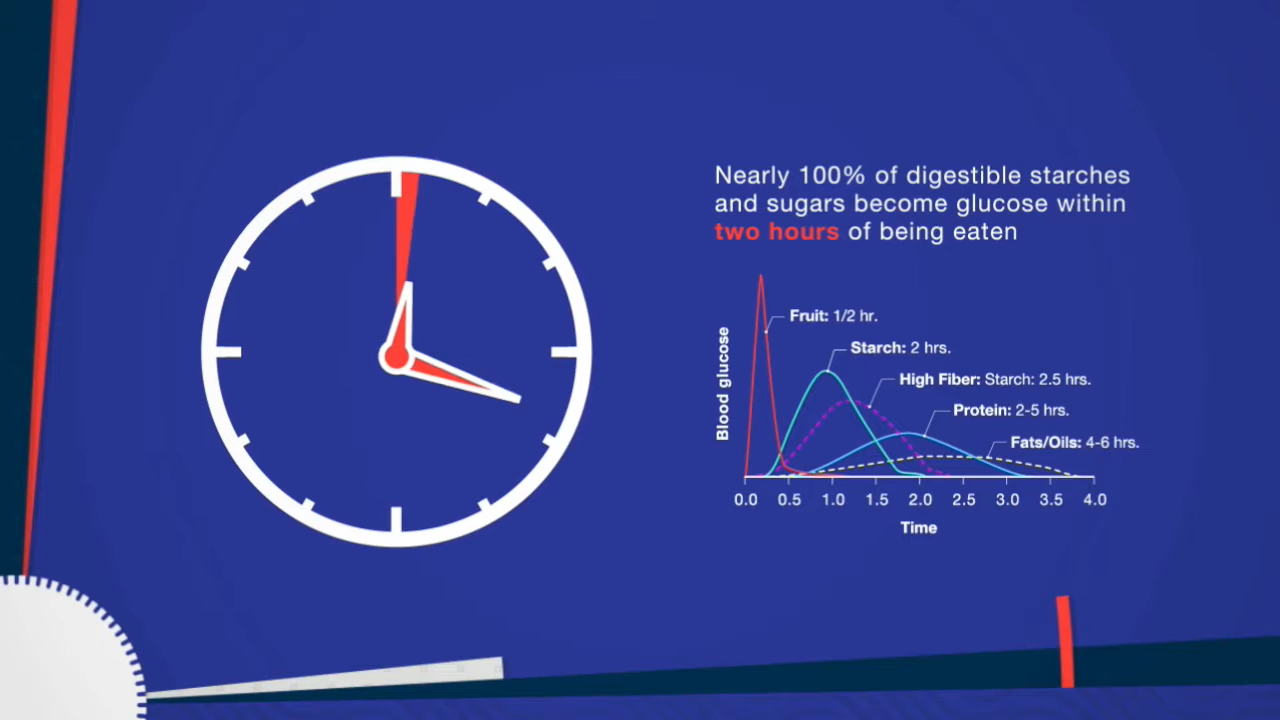 Nearly 100% of digestible starches
and sugars become glucose within
two hours of being eaten
Fruit: 1/2 hr.
Starch: 2 hrs.
High Fiber: Starch: 2.5 hrs.
Protein: 2-5 hrs.
Fats/Oils: 4-6 hrs.
Blood glucose
0.0 0.5 1.0 1.5 2.0 2.5 3.0 3.5 4.0
Time